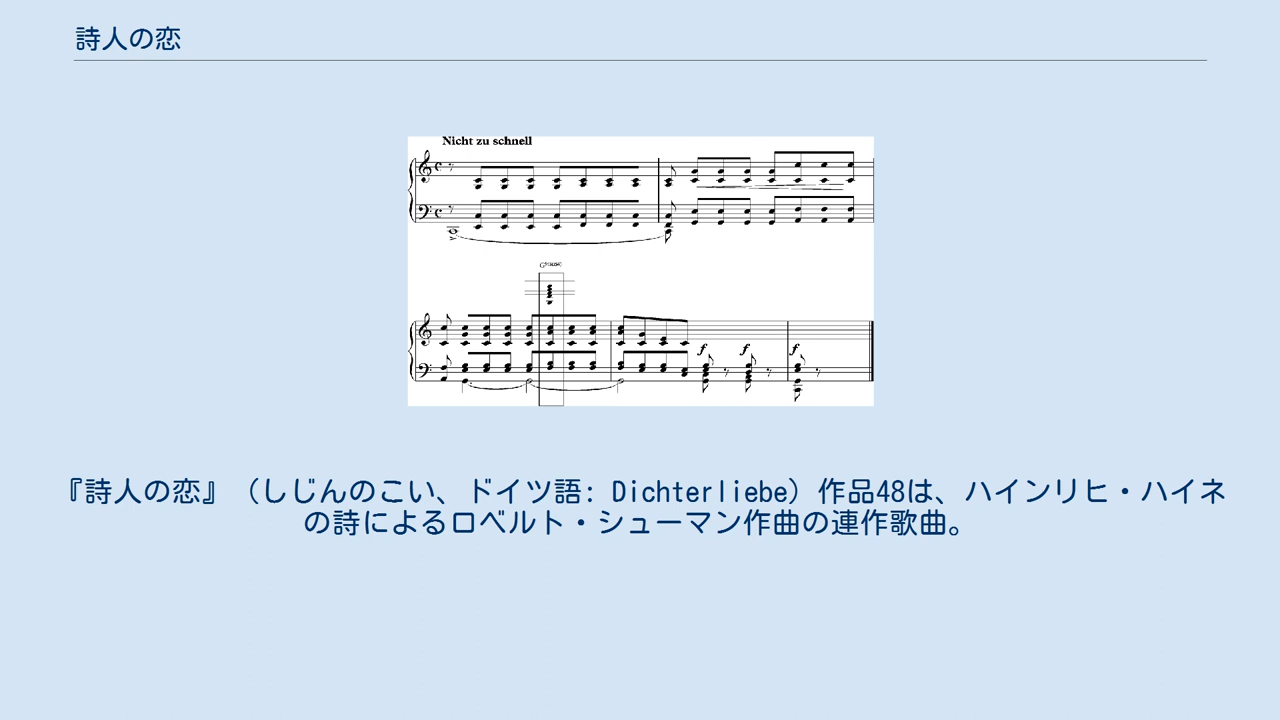 詩人の恋
Nicht zu schnell
f f f
『詩人の恋』（しじんのこい、ドイツ語: Dichterliebe）作品48は、ハインリヒ・ハイネ
の詩によるロベルト・シューマン作曲の連作歌曲。